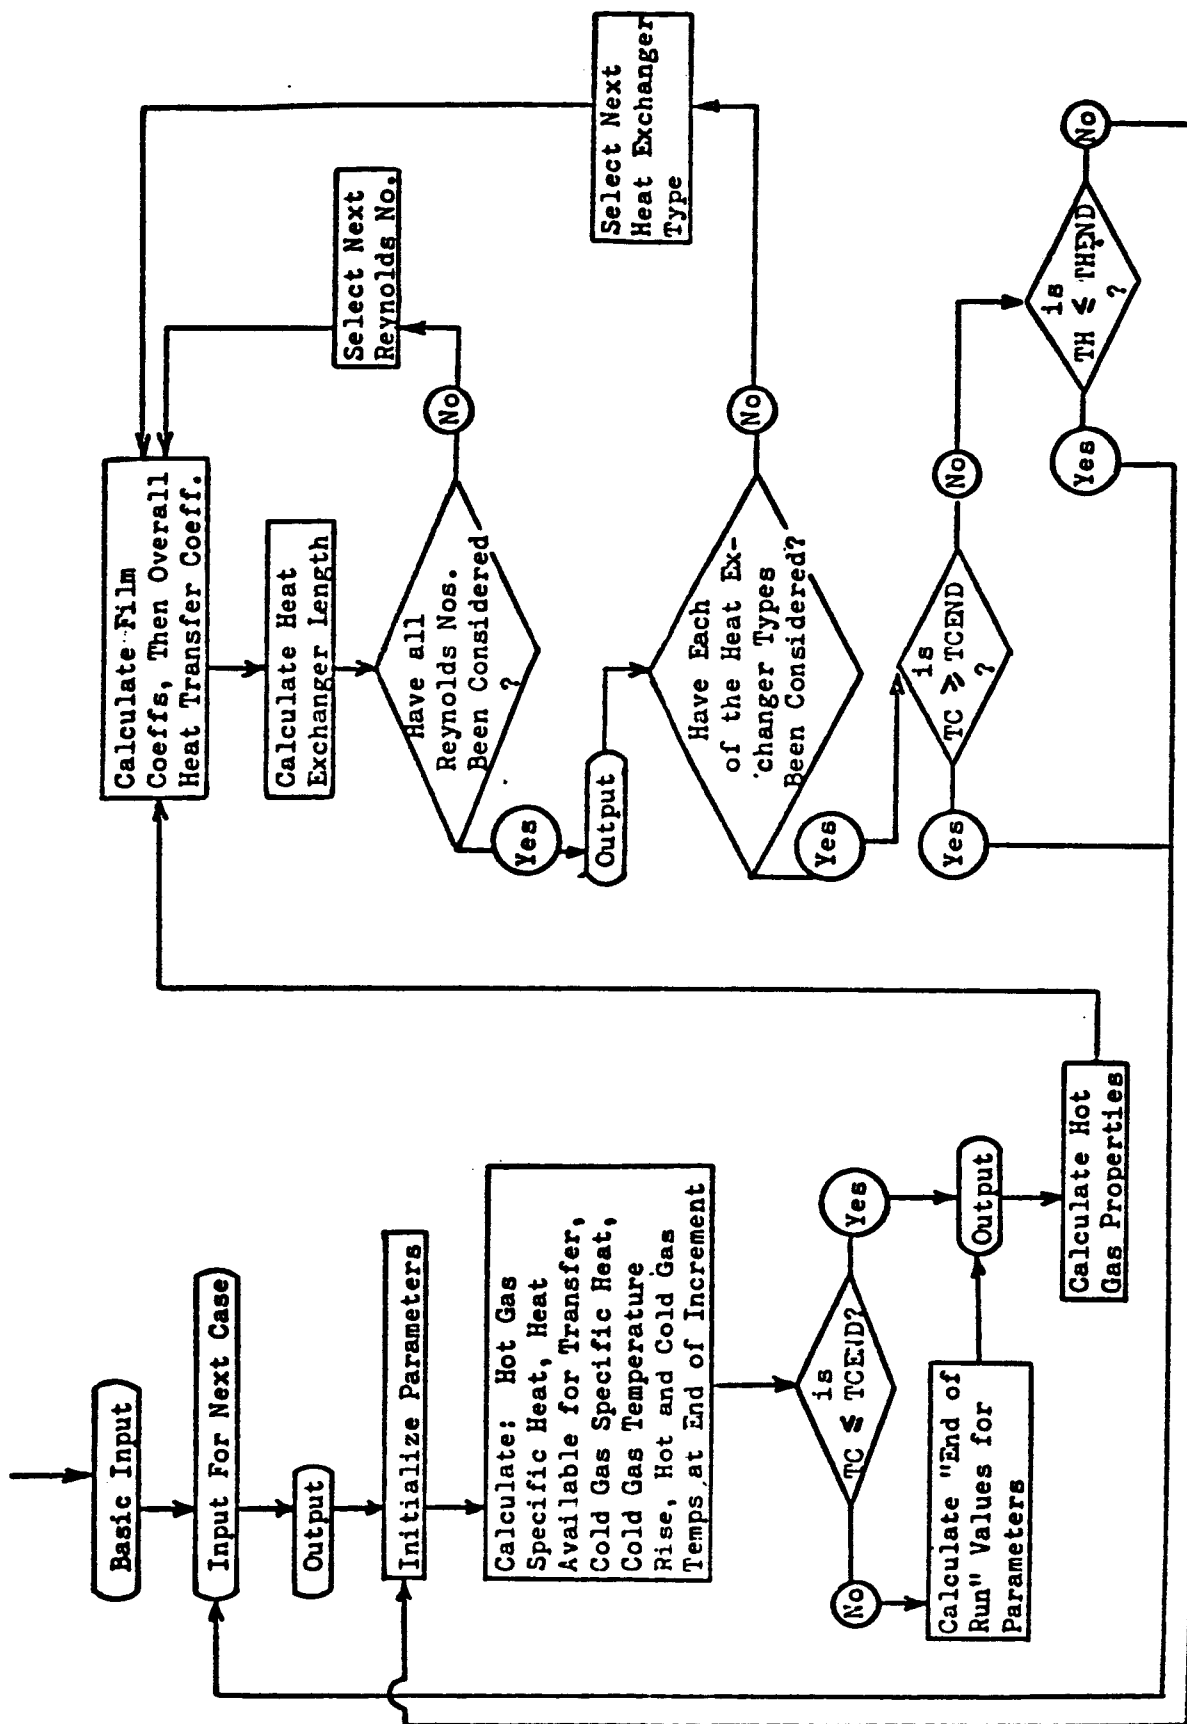 Basic Input
Input For Next Case
Output
Initialize Parameters
Calculate: Hot Gas
Specific Heat, Heat
Available for Transfer,
Cold Gas Specific Heat,
Cold Gas Temperature
Rise, Hot and Cold Gas
Temps at End of Increment
is
TC ≤ TCEND?
No
Yes
Calculate "End of
Run" Values for
Parameters
Output
Calculate Hot
Gas Properties
Calculate Film
Coeffs, Then Overall
Heat Transfer Coeff.
Calculate Heat
Exchanger Length
Have all
Reynolds Nos.
Been Considered
?
No
Select Next
Reynolds No.
Yes
Output
Have Each
of the Heat Ex-
changer Types
Been Considered?
No
Select Next
Heat Exchanger
Type
Yes
is
TC ≥ TCEND
?
Yes
No
is
TH ≤ THEND
?
Yes
No